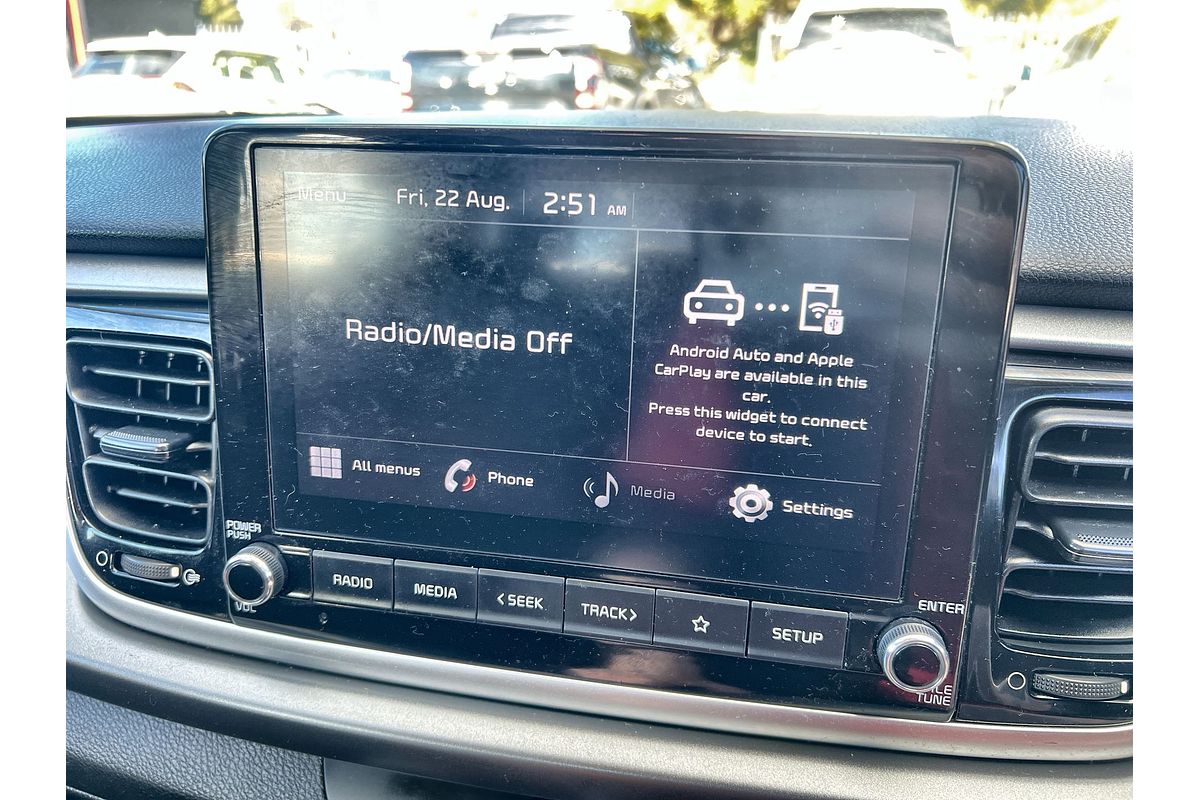 Menu
Fri, 22 Aug.
2:51 AM
Radio/Media Off
Android Auto and Apple
CarPlay are available in this
car.
Press this widget to connect
device to start.
All menus
Phone
Media
Settings
POWER
PUSH
VOL
RADIO
MEDIA
<SEEK
TRACK>
SETUP
ENTER
TUNE